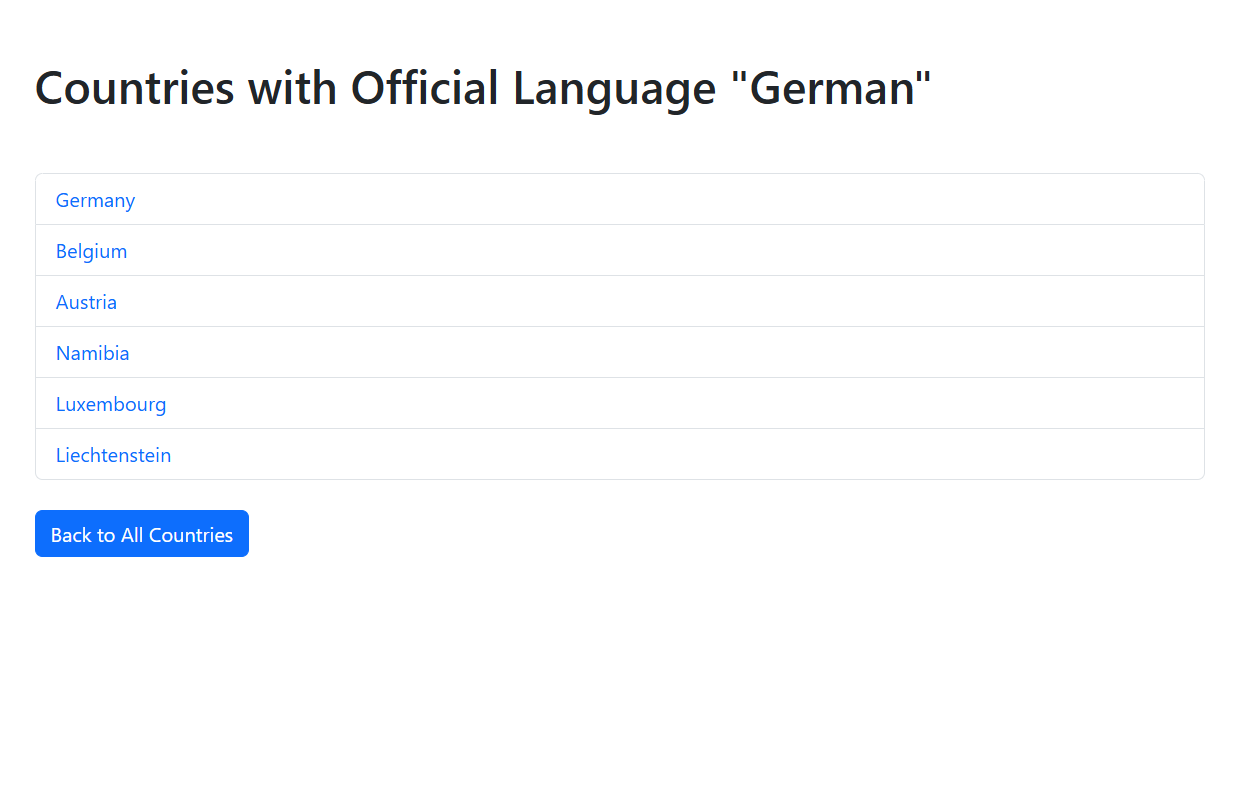 Countries with Official Language "German"
Germany
Belgium
Austria
Namibia
Luxembourg
Liechtenstein
Back to All Countries